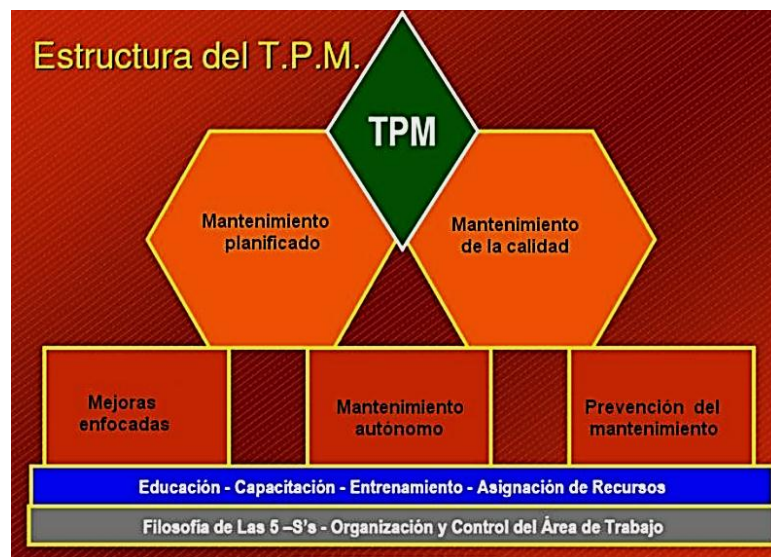 Estructura del T.P.M.
TPM
Mantenimiento
planificado
Mantenimiento
de la calidad
Mejoras
enfocadas
Mantenimiento
autónomo
Prevención del
mantenimiento
Educación - Capacitación - Entrenamiento - Asignación de Recursos
Filosofía de Las 5 –S's - Organización y Control del Área de Trabajo